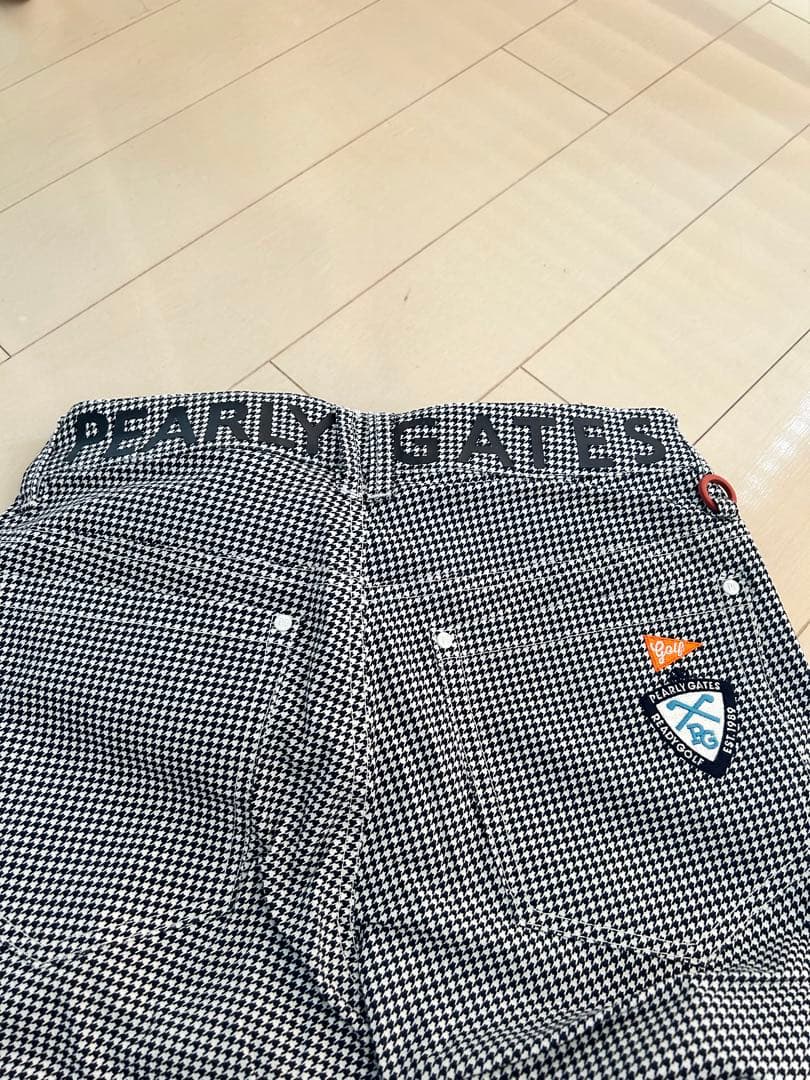 PEARLY GATES
Golf
PEARLY GATES
PG
READY GOLF
EST 1989